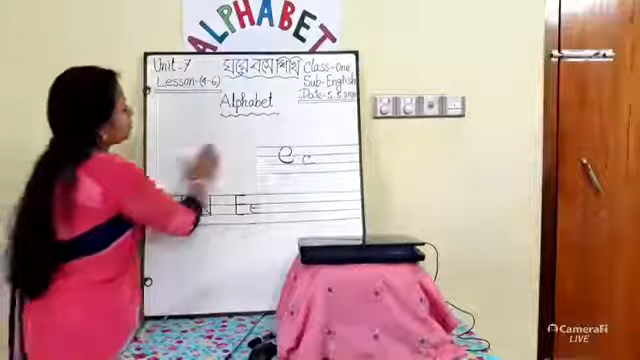 ALPHABET
Unit-7
Lesson-(4-6)
ঘরে বসে শিখি
Class-One
Sub-English
Alphabet
e c
N E
CameraFi
LIVE